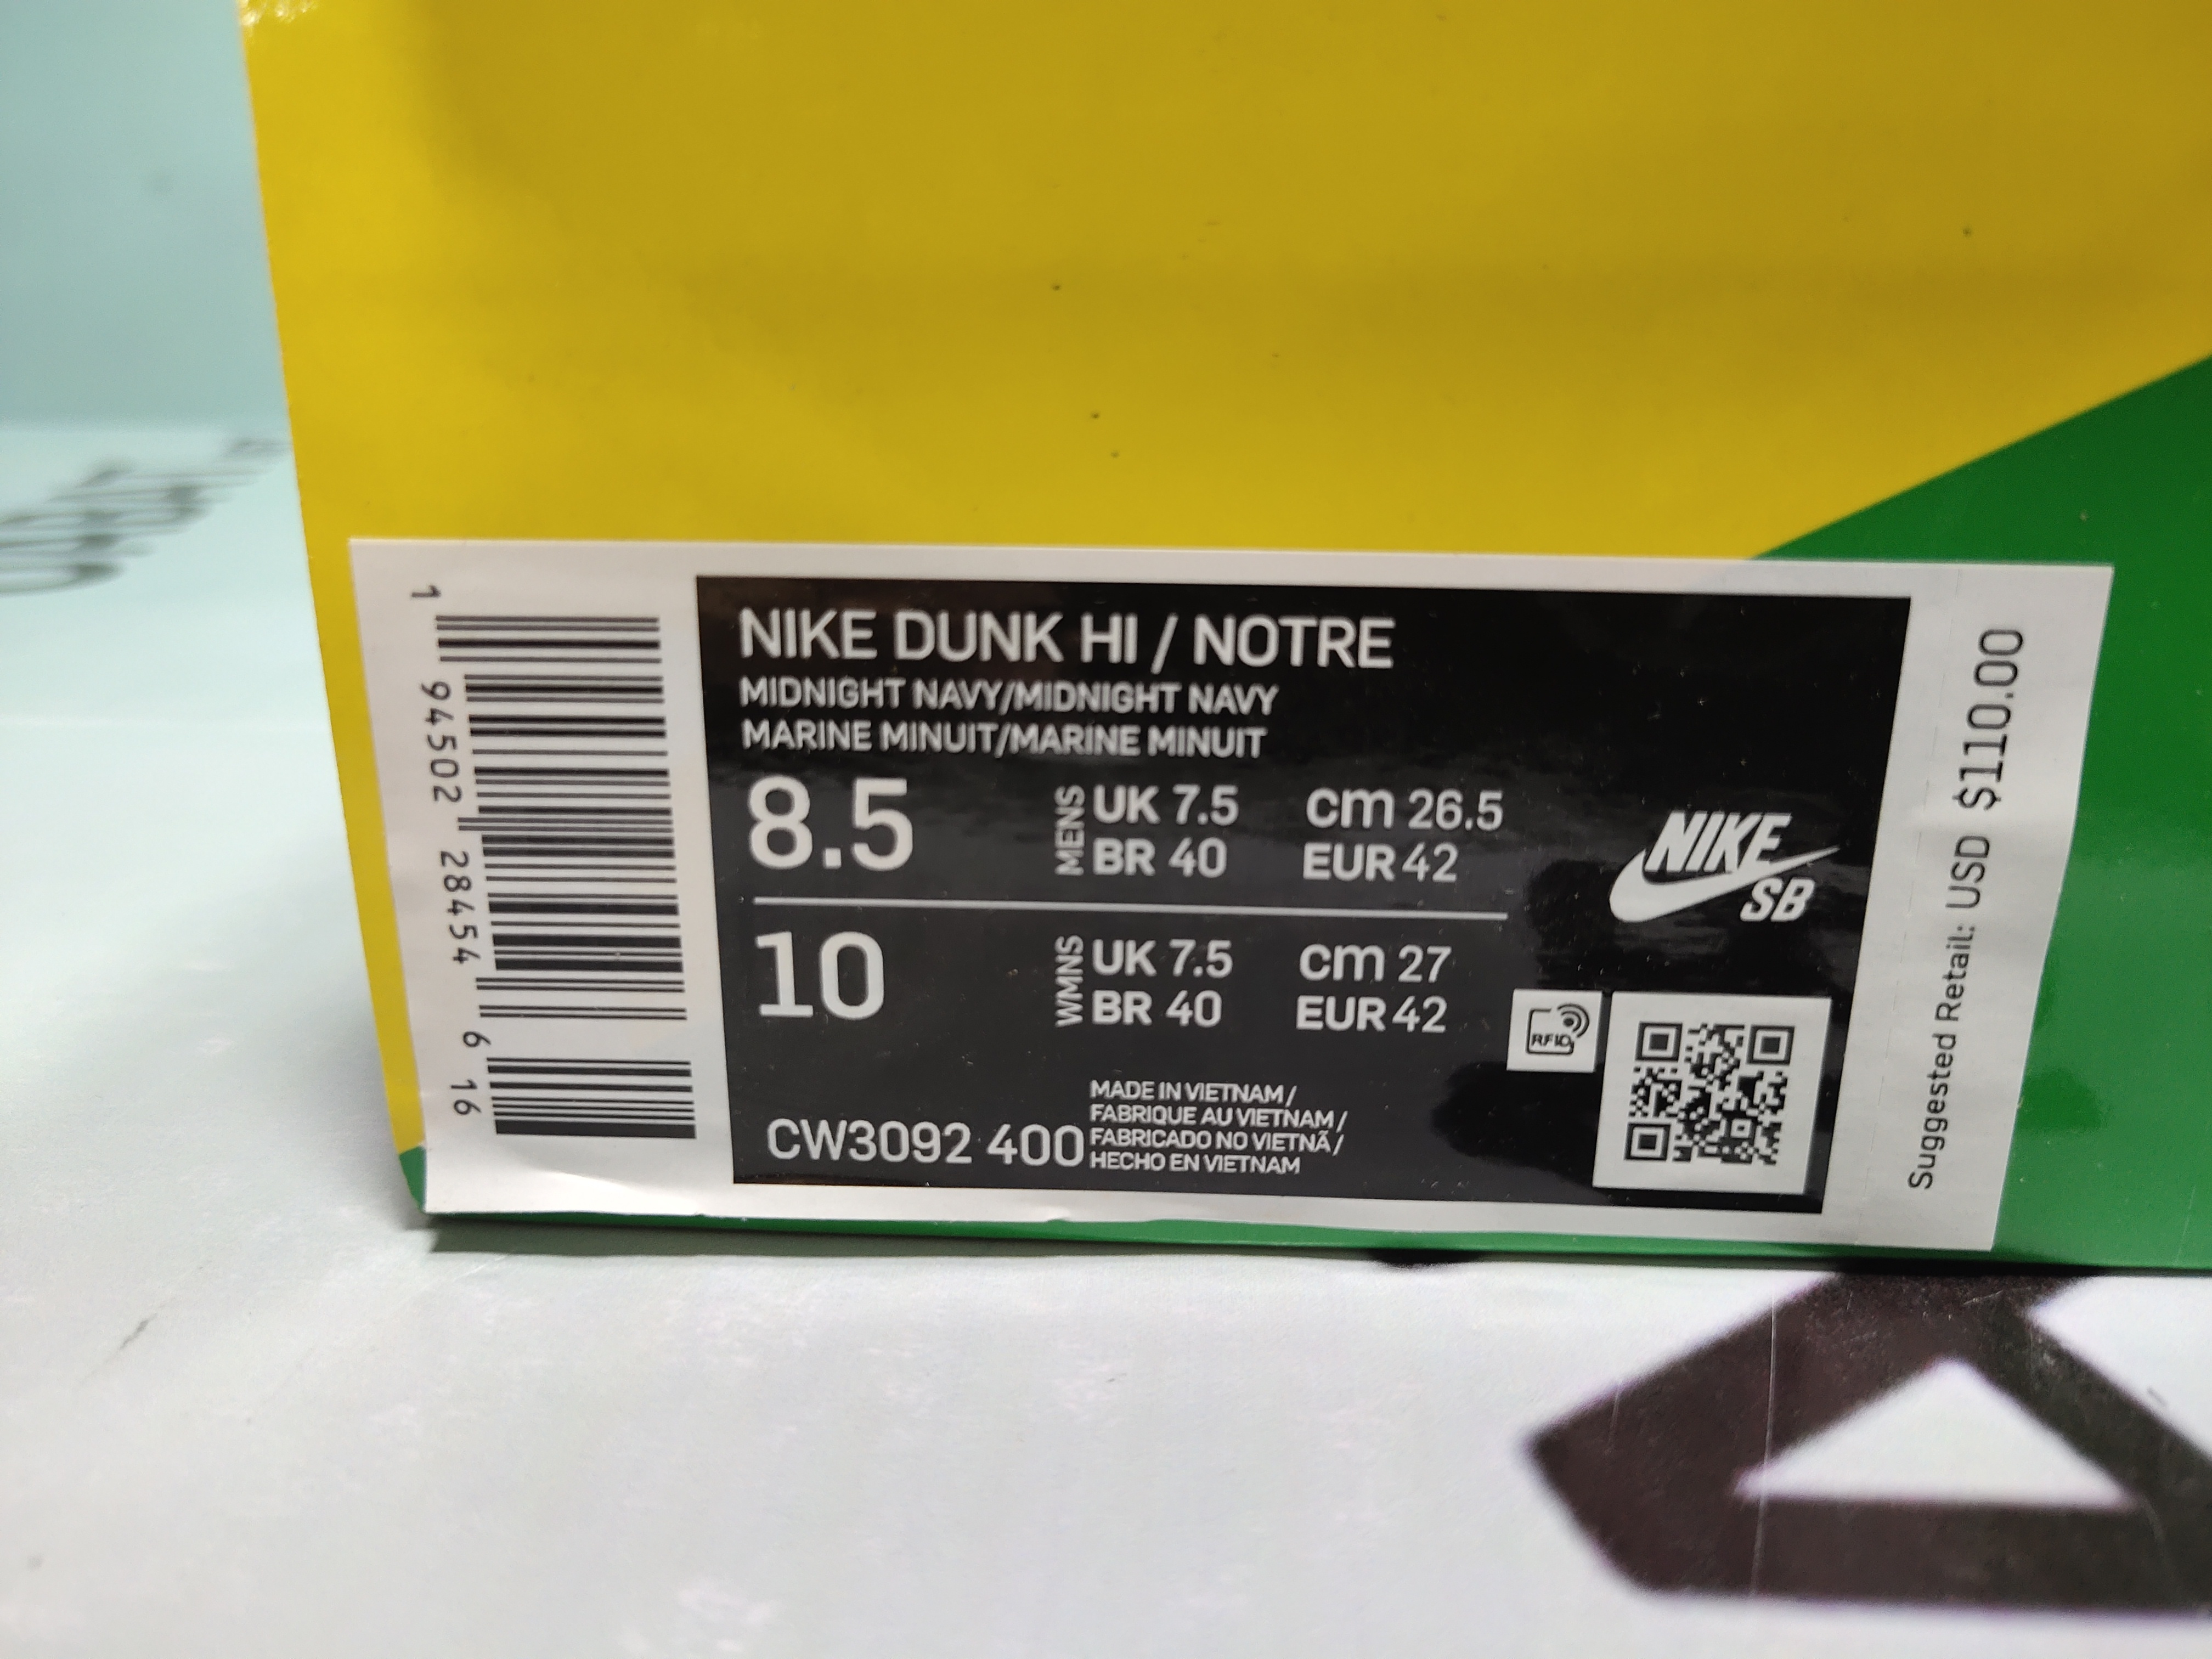 1 94502 28454 6 16
NIKE DUNK HI / NOTRE
MIDNIGHT NAVY/MIDNIGHT NAVY
MARINE MINUIT/MARINE MINUIT
8.5 MENS UK 7.5 cm 26.5
BR 40 EUR 42
10 WMNS UK 7.5 cm 27
BR 40 EUR 42
NIKE
SB
RFID
CW3092 400
MADE IN VIETNAM /
FABRIQUE AU VIETNAM /
FABRICADO NO VIETNÃ /
HECHO EN VIETNAM
Suggested Retail: USD $110.00